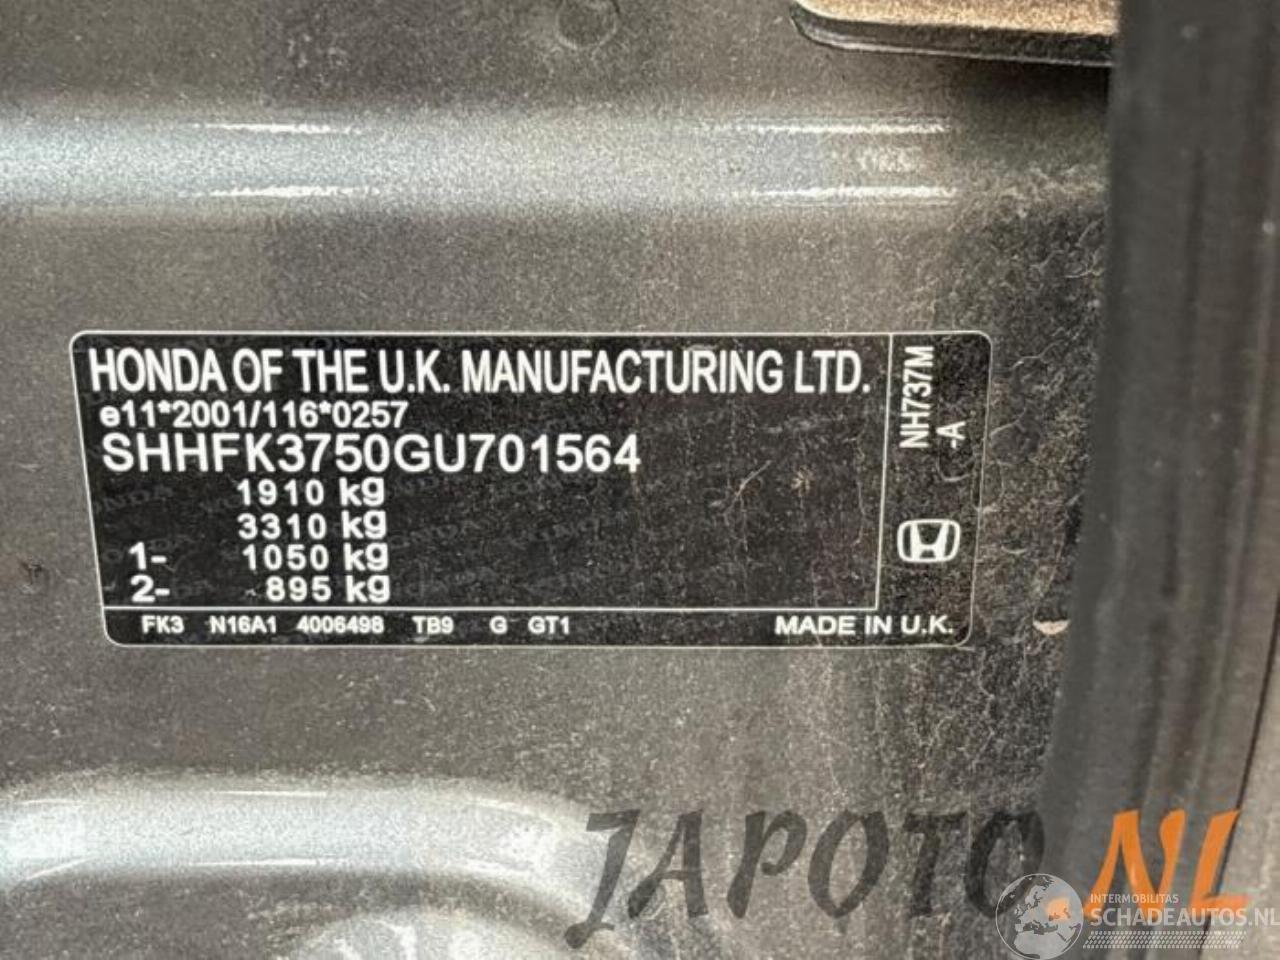 HONDA OF THE U.K. MANUFACTURING LTD.
e11*2001/116*0257
SHHFK3750GU701564
1910 kg
3310 kg
1- 1050 kg
2- 895 kg
FK3 N16A1 4006498 TB9 G GT1 MADE IN U.K.
NH737M
-A
JAPOTO.NL
INTERMOBILITAS
SCHADEAUTOS.NL